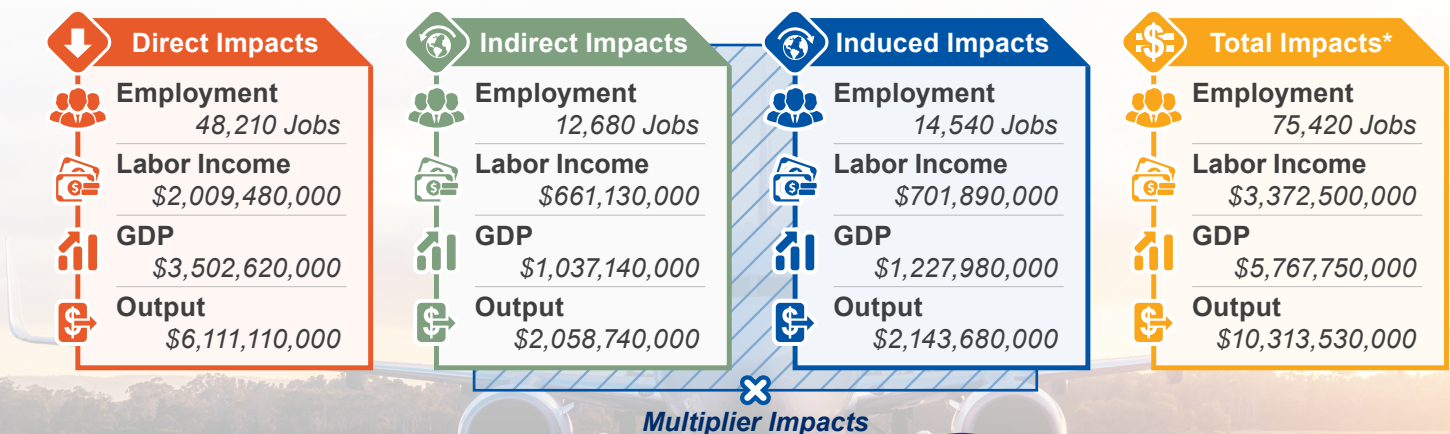 Direct Impacts
Employment
48,210 Jobs
Labor Income
$2,009,480,000
GDP
$3,502,620,000
Output
$6,111,110,000
Indirect Impacts
Employment
12,680 Jobs
Labor Income
$661,130,000
GDP
$1,037,140,000
Output
$2,058,740,000
Induced Impacts
Employment
14,540 Jobs
Labor Income
$701,890,000
GDP
$1,227,980,000
Output
$2,143,680,000
Multiplier Impacts
Total Impacts*
Employment
75,420 Jobs
Labor Income
$3,372,500,000
GDP
$5,767,750,000
Output
$10,313,530,000